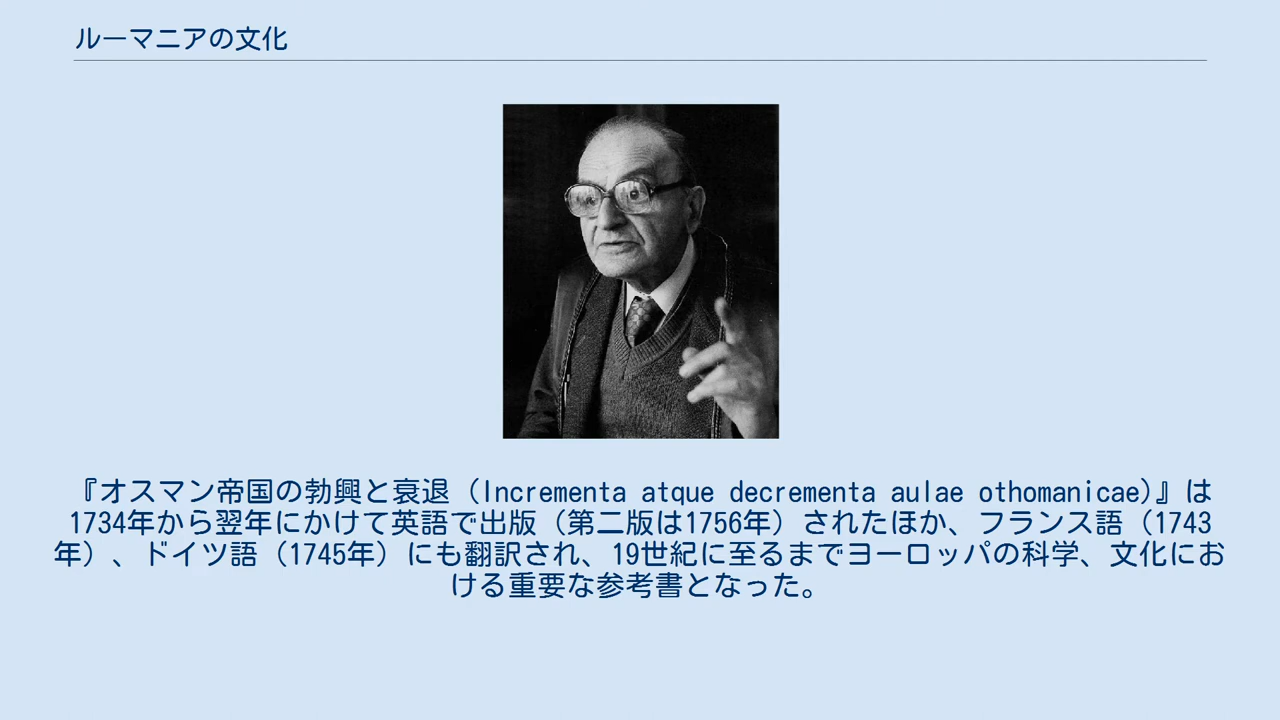 ルーマニアの文化
『オスマン帝国の勃興と衰退（Incrementa atque decrementa aulae othomanicae)』は
1734年から翌年にかけて英語で出版（第二版は1756年）されたほか、フランス語（1743
年）、ドイツ語（1745年）にも翻訳され、19世紀に至るまでヨーロッパの科学、文化にお
ける重要な参考書となった。